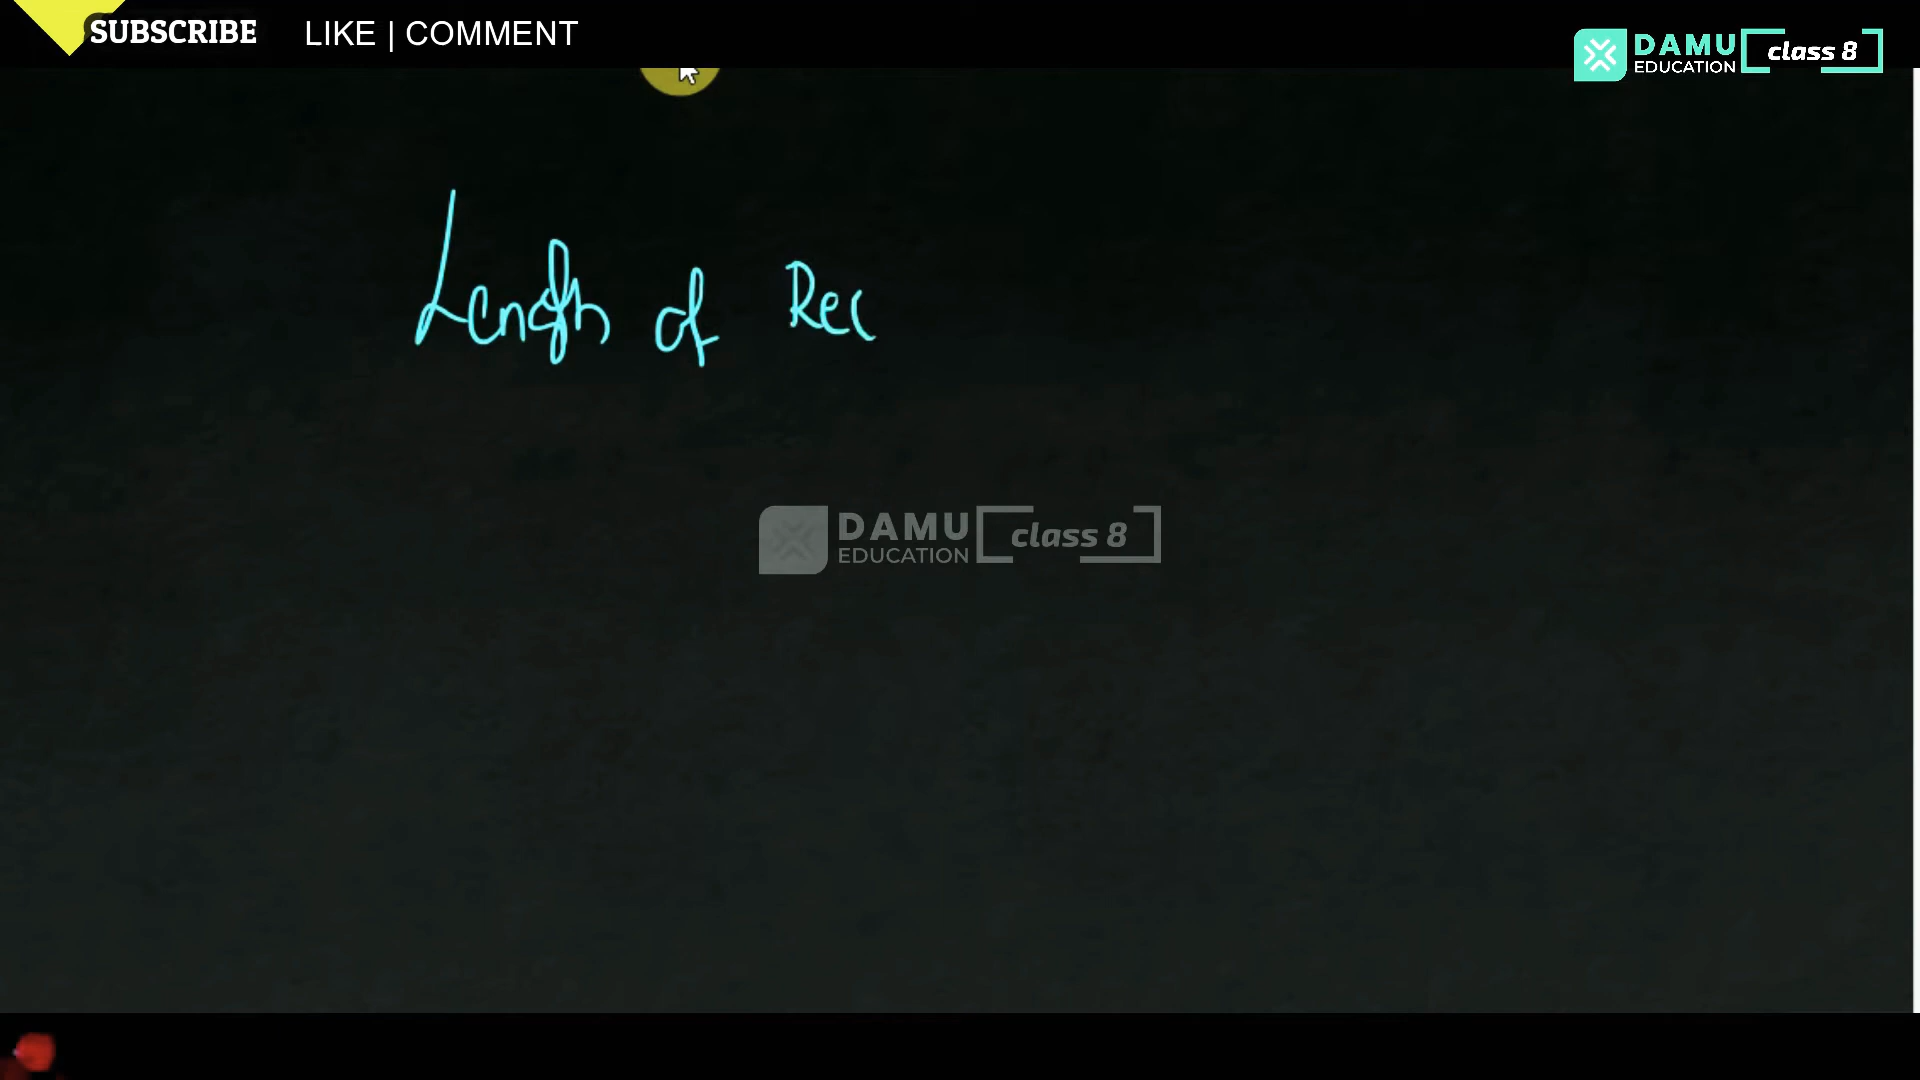 SUBSCRIBE LIKE | COMMENT
DAMU EDUCATION class 8
Length of Rec
DAMU EDUCATION class 8